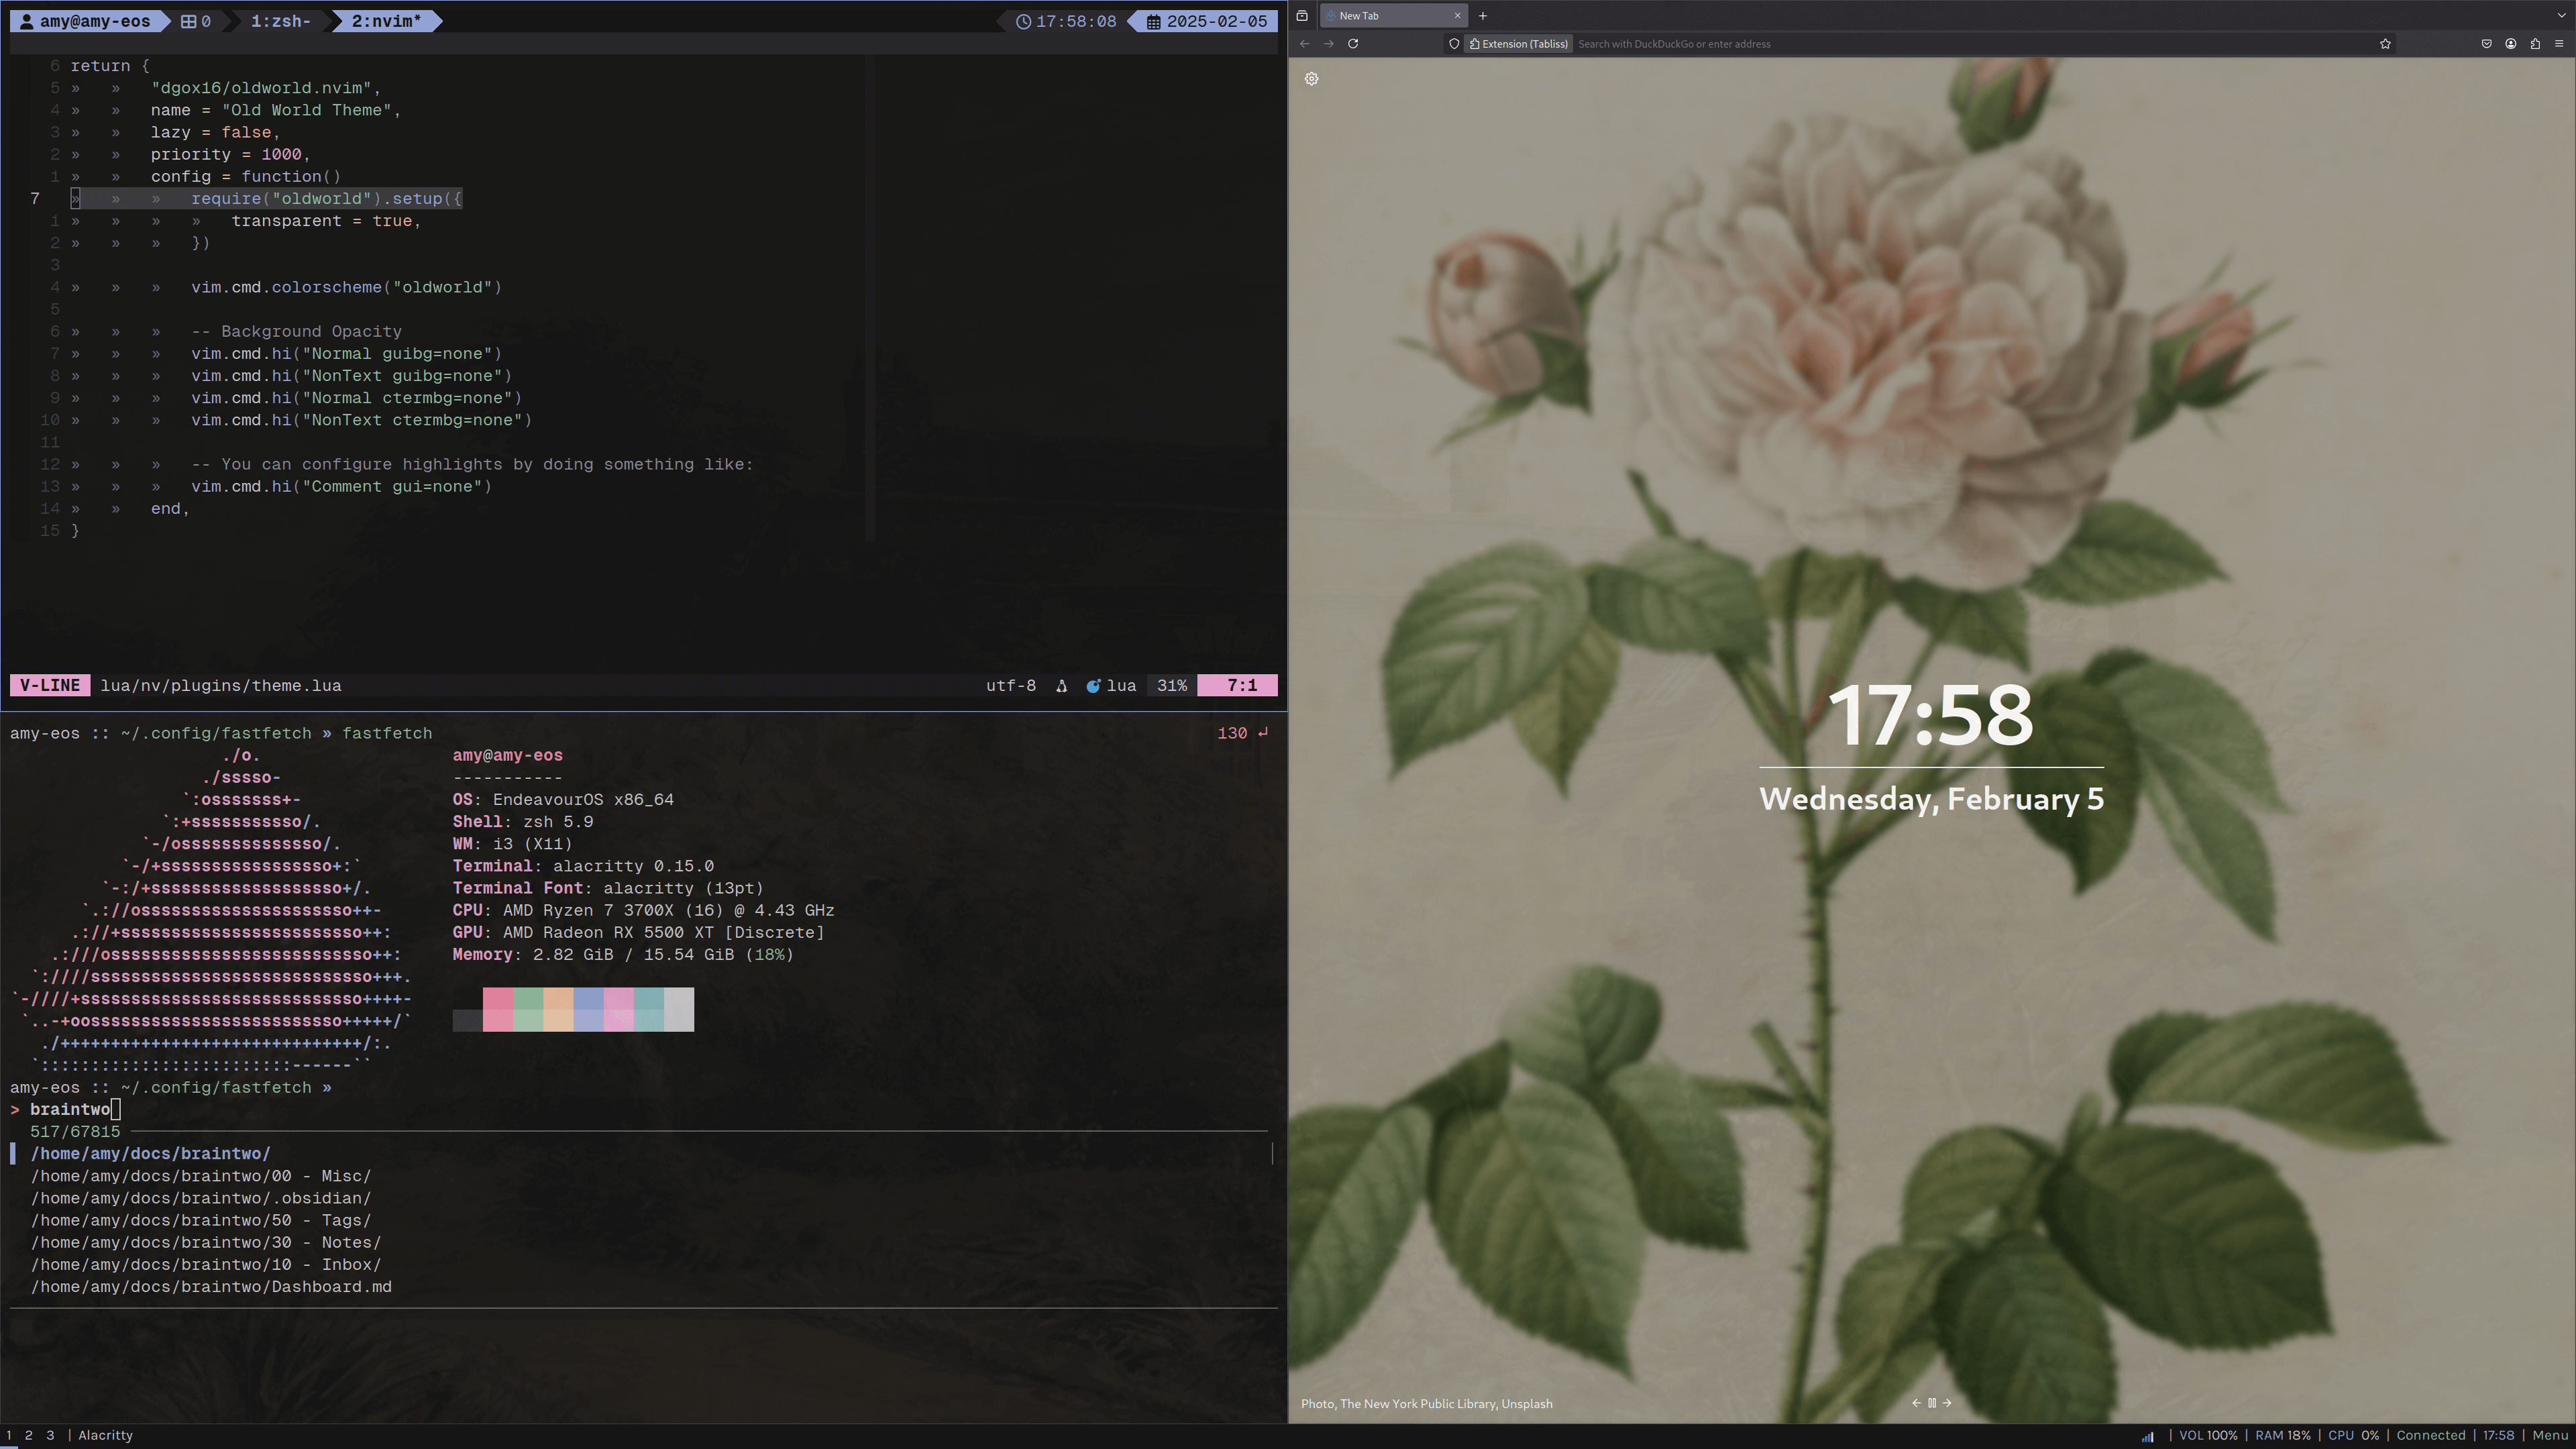 amy@amy-eos 0 1:zsh- 2:nvim* 17:58:08 2025-02-05
6 return {
5 » » "dgox16/oldworld.nvim",
4 » » name = "Old World Theme",
3 » » lazy = false,
2 » » priority = 1000,
1 » » config = function()
7 » » » require("oldworld").setup({
1 » » » » transparent = true,
2 » » » })
3
4 » » » vim.cmd.colorscheme("oldworld")
5
6 » » » -- Background Opacity
7 » » » vim.cmd.hi("Normal guibg=none")
8 » » » vim.cmd.hi("NonText guibg=none")
9 » » » vim.cmd.hi("Normal ctermbg=none")
10 » » » vim.cmd.hi("NonText ctermbg=none")
11
12 » » » -- You can configure highlights by doing something like:
13 » » » vim.cmd.hi("Comment gui=none")
14 » » end,
15 }
V-LINE lua/nv/plugins/theme.lua utf-8 lua 31% 7:1
amy-eos :: ~/.config/fastfetch » fastfetch 130 ↵
./o. amy@amy-eos
./sssso- -----------
`:osssssss+- OS: EndeavourOS x86_64
`:+sssssssssso/. Shell: zsh 5.9
`-/ossssssssssssso/. WM: i3 (X11)
`-/+sssssssssssssssso+:` Terminal: alacritty 0.15.0
`-:/+sssssssssssssssssso+/. Terminal Font: alacritty (13pt)
`.://osssssssssssssssssssso++- CPU: AMD Ryzen 7 3700X (16) @ 4.43 GHz
.://+ssssssssssssssssssssssso++: GPU: AMD Radeon RX 5500 XT [Discrete]
.:///ossssssssssssssssssssssssso++: Memory: 2.82 GiB / 15.54 GiB (18%)
`:////ssssssssssssssssssssssssssso+++.
`-////+ssssssssssssssssssssssssssso++++-
`..-+oosssssssssssssssssssssssso+++++/`
./++++++++++++++++++++++++++++++/:.
`:::::::::::::::::::::::::------``
amy-eos :: ~/.config/fastfetch »
> braintwo
517/67815
/home/amy/docs/braintwo/
/home/amy/docs/braintwo/00 - Misc/
/home/amy/docs/braintwo/.obsidian/
/home/amy/docs/braintwo/50 - Tags/
/home/amy/docs/braintwo/30 - Notes/
/home/amy/docs/braintwo/10 - Inbox/
/home/amy/docs/braintwo/Dashboard.md
New Tab
Extension (Tabliss) Search with DuckDuckGo or enter address
17:58
Wednesday, February 5
Photo, The New York Public Library, Unsplash
1 2 3 | Alacritty | VOL 100% | RAM 18% | CPU 0% | Connected | 17:58 | Menu